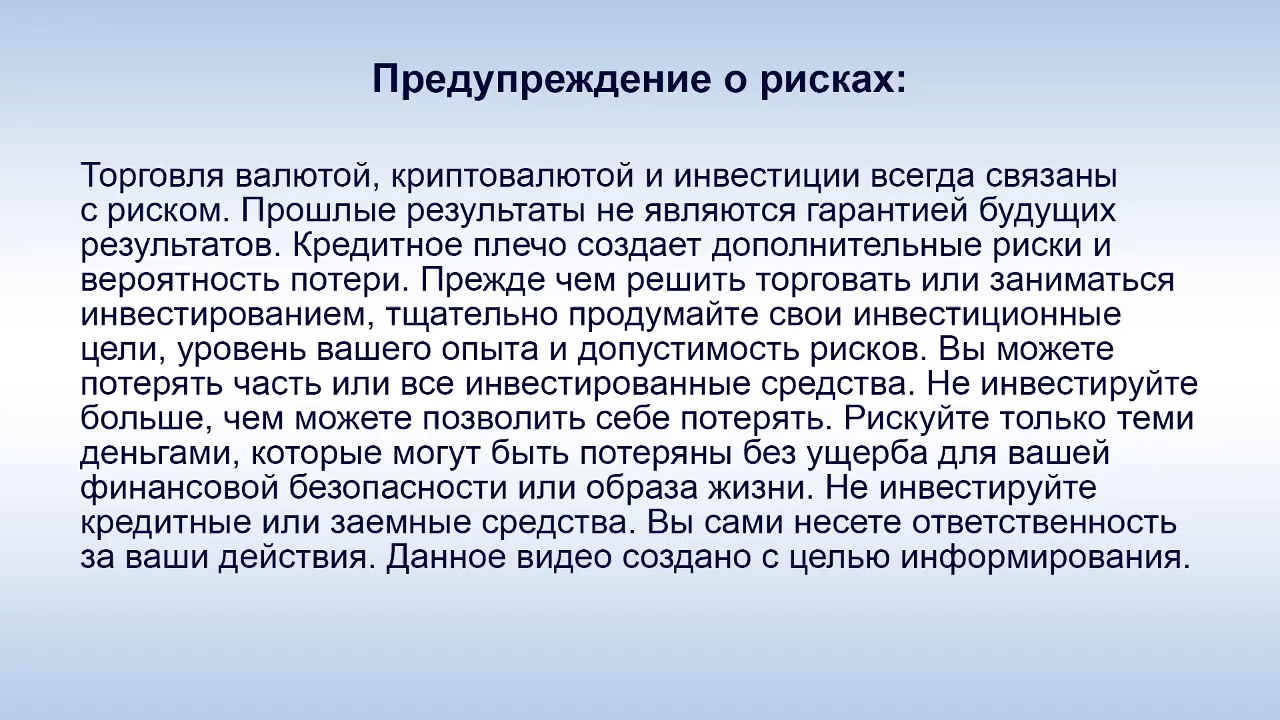 Предупреждение о рисках:
Торговля валютой, криптовалютой и инвестиции всегда связаны
с риском. Прошлые результаты не являются гарантией будущих
результатов. Кредитное плечо создает дополнительные риски и
вероятность потери. Прежде чем решить торговать или заниматься
инвестированием, тщательно продумайте свои инвестиционные
цели, уровень вашего опыта и допустимость рисков. Вы можете
потерять часть или все инвестированные средства. Не инвестируйте
больше, чем можете позволить себе потерять. Рискуйте только теми
деньгами, которые могут быть потеряны без ущерба для вашей
финансовой безопасности или образа жизни. Не инвестируйте
кредитные или заемные средства. Вы сами несете ответственность
за ваши действия. Данное видео создано с целью информирования.